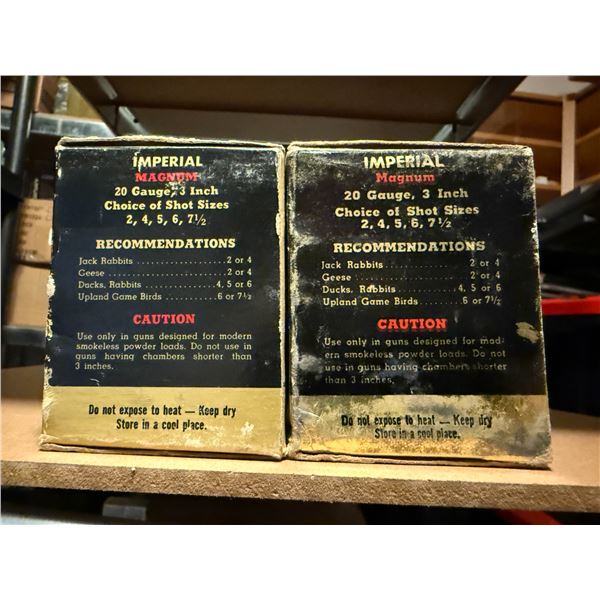 IMPERIAL
MAGNUM
20 Gauge, 3 Inch
Choice of Shot Sizes
2, 4, 5, 6, 7½
RECOMMENDATIONS
Jack Rabbits ................. 2 or 4
Geese ......................... 2 or 4
Ducks, Rabbits ............. 4, 5 or 6
Upland Game Birds .......... 6 or 7½
CAUTION
Use only in guns designed for modern
smokeless powder loads. Do not use in
guns having chambers shorter than
3 inches.
Do not expose to heat — Keep dry
Store in a cool place.
IMPERIAL
Magnum
20 Gauge, 3 Inch
Choice of Shot Sizes
2, 4, 5, 6, 7½
RECOMMENDATIONS
Jack Rabbits ................. 2 or 4
Geese ......................... 2 or 4
Ducks, Rabbits ............. 4, 5 or 6
Upland Game Birds ........ 6 or 7½
CAUTION
Use only in guns designed for mod-
ern smokeless powder loads. Do not
use in guns having chambers shorter
than 3 inches.
Do not expose to heat — Keep dry
Store in a cool place.